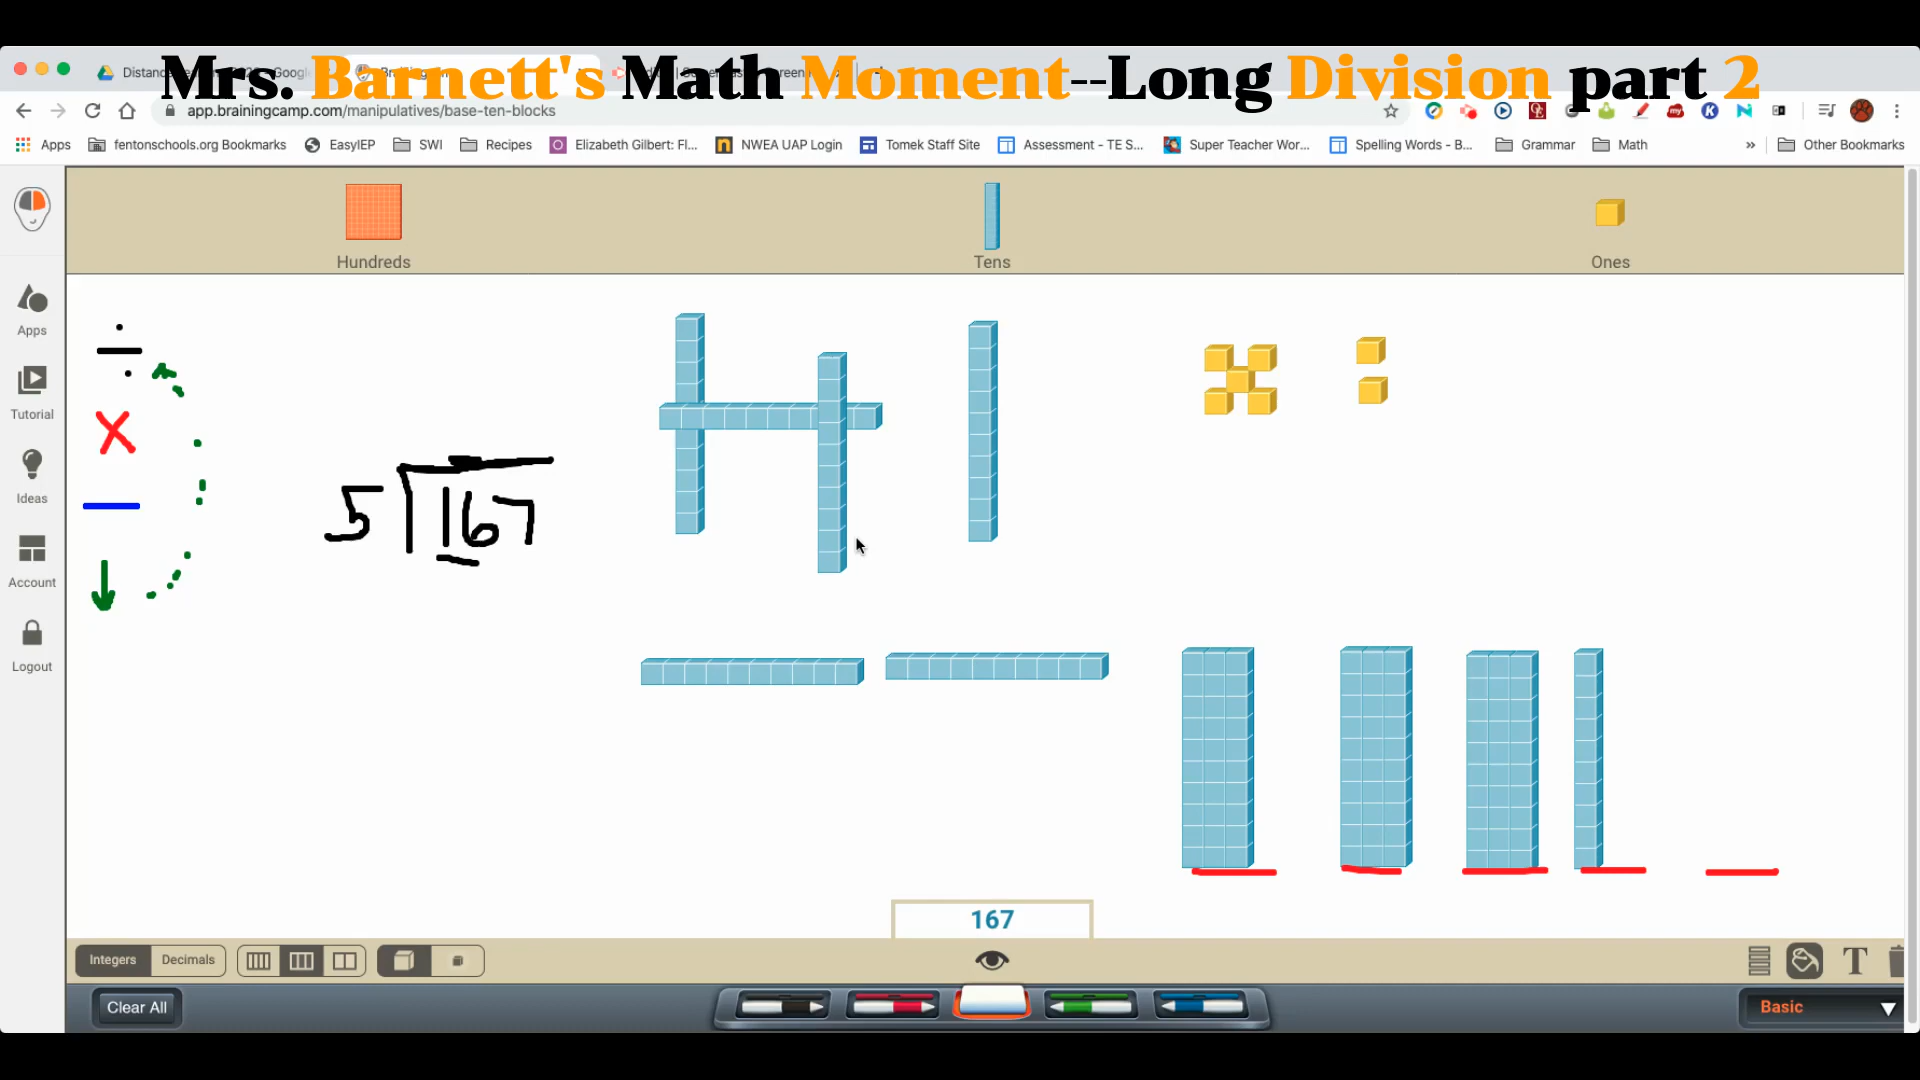 Mrs. Barnett's Math Moment--Long Division part 2
app.brainingcamp.com/manipulatives/base-ten-blocks
Apps fentonschools.org Bookmarks EasyIEP SWI Recipes Elizabeth Gilbert: Fl... NWEA UAP Login Tomek Staff Site Assessment - TE S... Super Teacher Wor... Spelling Words - B... Grammar Math » Other Bookmarks
Hundreds Tens Ones
Apps
Tutorial
Ideas
Account
Logout
÷
X
—
5 167
167
Integers Decimals T
Clear All Basic